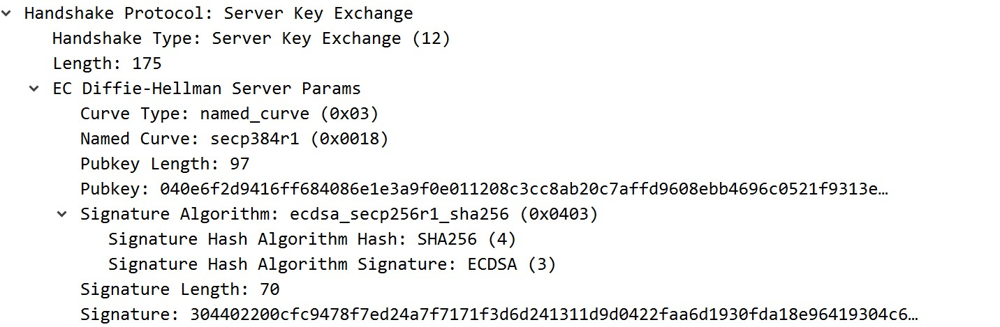 Handshake Protocol: Server Key Exchange
Handshake Type: Server Key Exchange (12)
Length: 175
EC Diffie-Hellman Server Params
Curve Type: named_curve (0x03)
Named Curve: secp384r1 (0x0018)
Pubkey Length: 97
Pubkey: 040e6f2d9416ff684086e1e3a9f0e011208c3cc8ab20c7affd9608ebb4696c0521f9313e…
Signature Algorithm: ecdsa_secp256r1_sha256 (0x0403)
Signature Hash Algorithm Hash: SHA256 (4)
Signature Hash Algorithm Signature: ECDSA (3)
Signature Length: 70
Signature: 304402200cfc9478f7ed24a7f7171f3d6d241311d9d0422faa6d1930fda18e96419304c6…